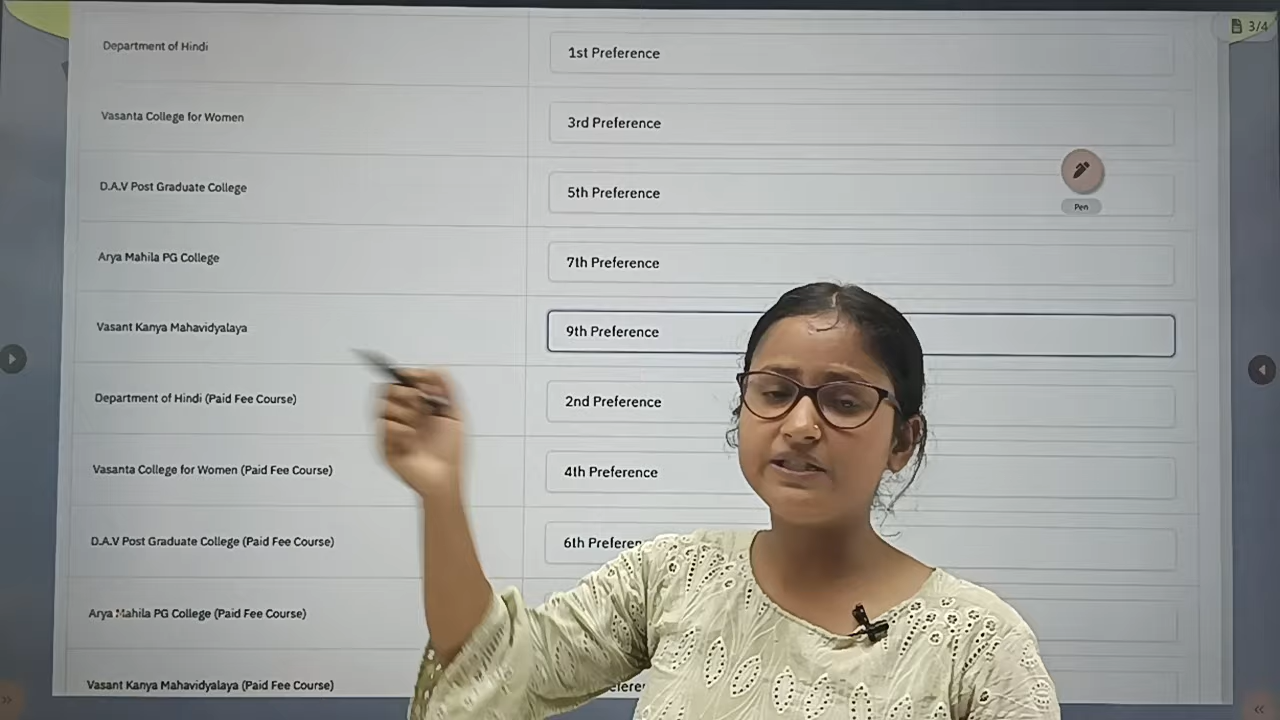 3/4
Department of Hindi 1st Preference
Vasanta College for Women 3rd Preference
D.A.V Post Graduate College 5th Preference
Pen
Arya Mahila PG College 7th Preference
Vasant Kanya Mahavidyalaya 9th Preference
Department of Hindi (Paid Fee Course) 2nd Preference
Vasanta College for Women (Paid Fee Course) 4th Preference
D.A.V Post Graduate College (Paid Fee Course) 6th Preferen
Arya Mahila PG College (Paid Fee Course)
Vasant Kanya Mahavidyalaya (Paid Fee Course)